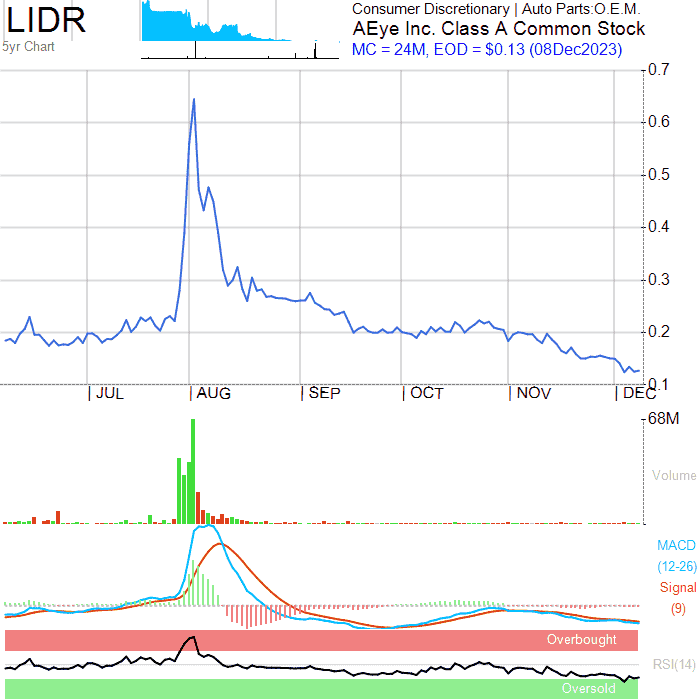 LIDR
5yr Chart
Consumer Discretionary | Auto Parts:O.E.M.
AEye Inc. Class A Common Stock
MC = 24M, EOD = $0.13 (08Dec2023)
0.7
0.6
0.5
0.4
0.3
0.2
0.1
JUL AUG SEP OCT NOV DEC
68M
Volume
MACD
(12-26)
Signal
(9)
Overbought
RSI(14)
Oversold